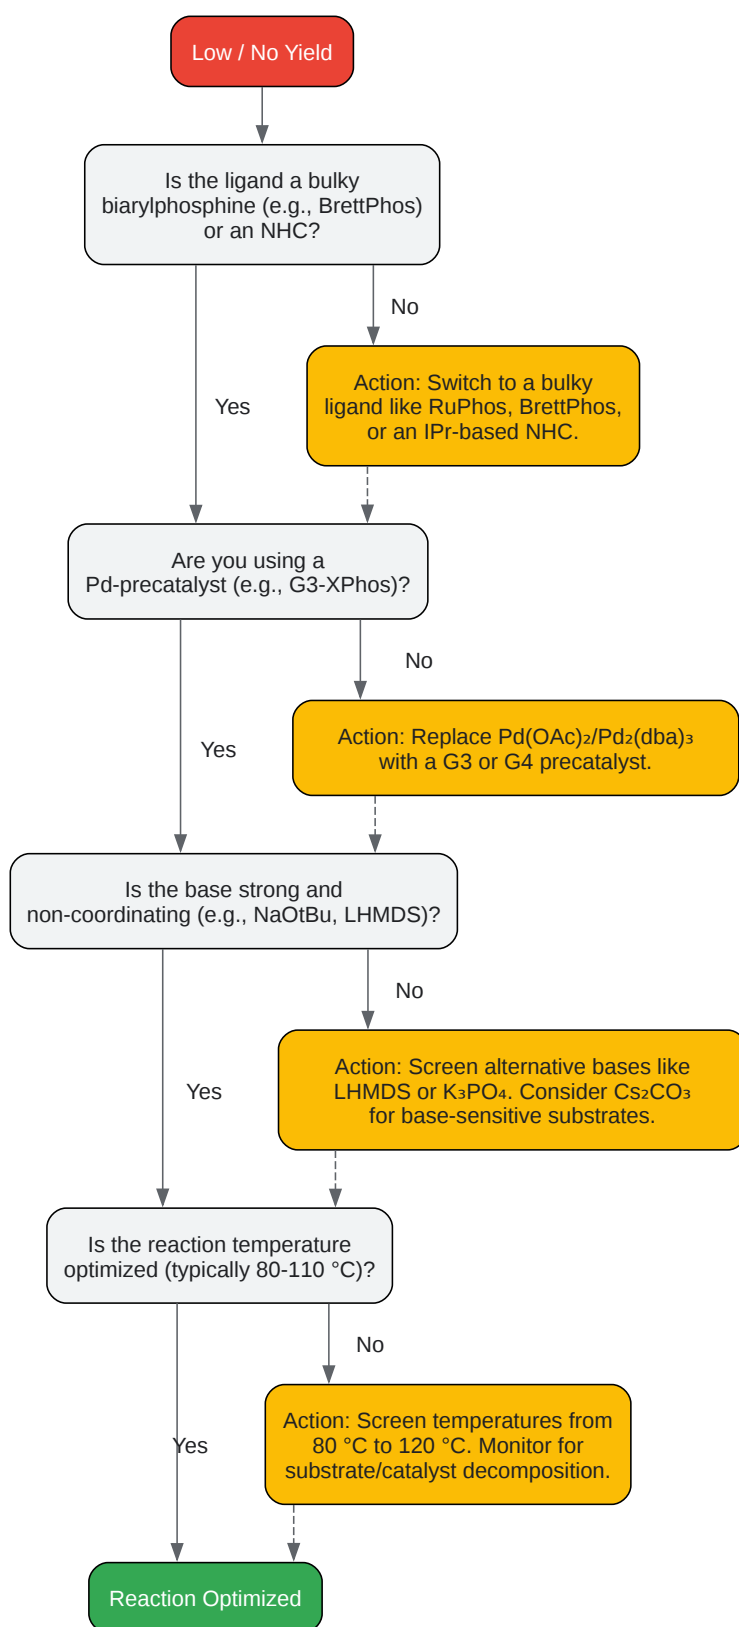 Low / No Yield
Is the ligand a bulky
biarylphosphine (e.g., BrettPhos)
or an NHC?
No
Action: Switch to a bulky
ligand like RuPhos, BrettPhos,
or an IPr-based NHC.
Yes
Are you using a
Pd-precatalyst (e.g., G3-XPhos)?
No
Action: Replace Pd(OAc)₂/Pd₂(dba)₃
with a G3 or G4 precatalyst.
Yes
Is the base strong and
non-coordinating (e.g., NaOtBu, LHMDS)?
No
Action: Screen alternative bases like
LHMDS or K₃PO₄. Consider Cs₂CO₃
for base-sensitive substrates.
Yes
Is the reaction temperature
optimized (typically 80-110 °C)?
No
Action: Screen temperatures from
80 °C to 120 °C. Monitor for
substrate/catalyst decomposition.
Yes
Reaction Optimized